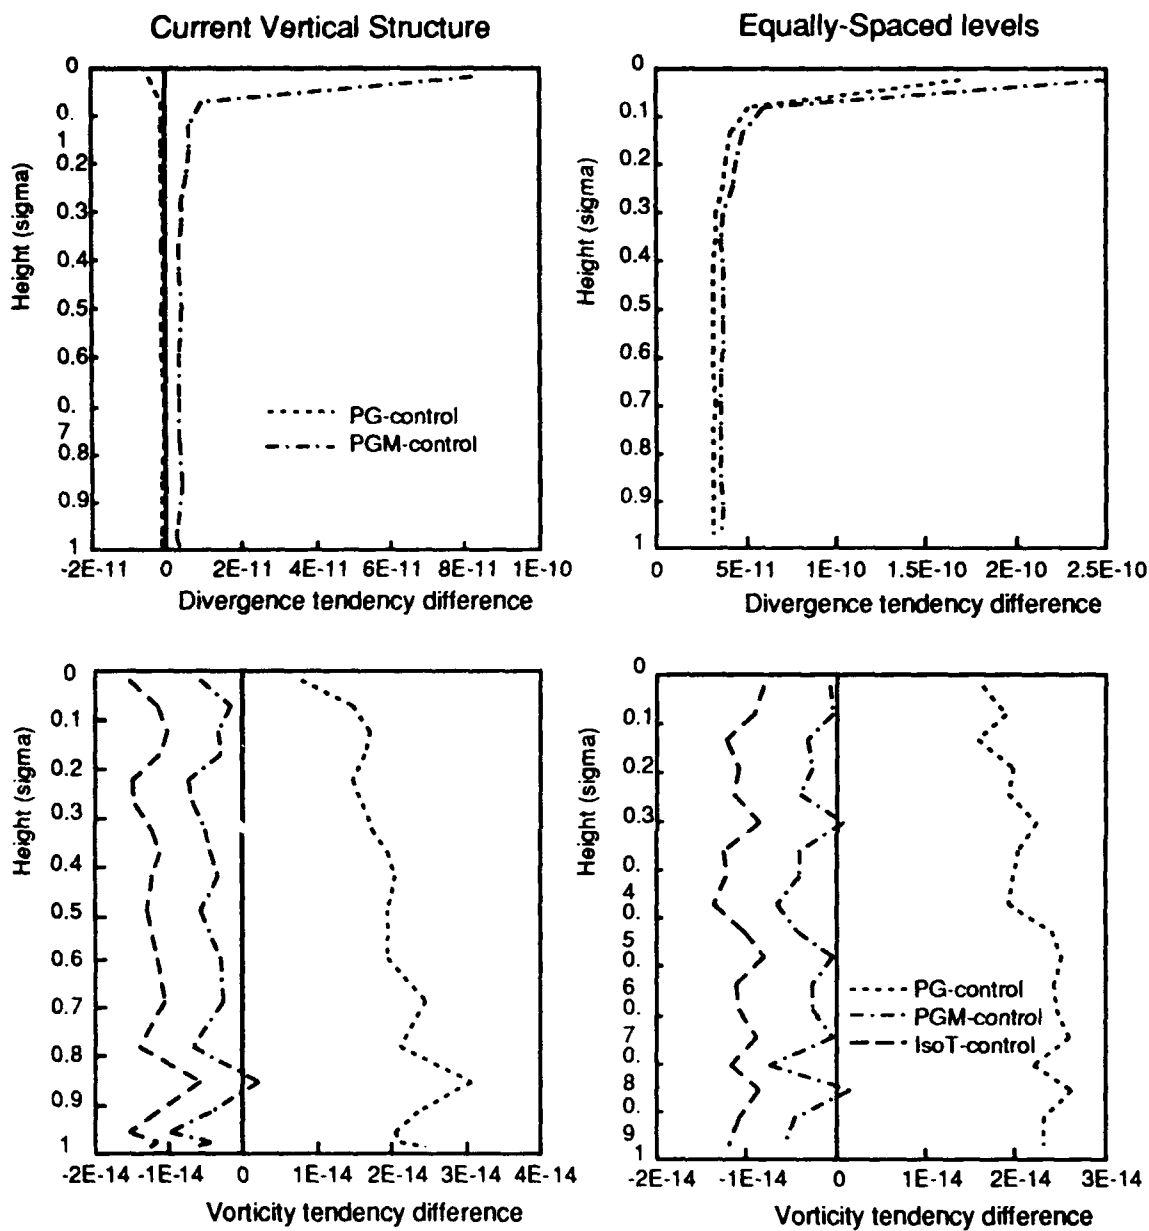 Current Vertical Structure
Equally-Spaced levels
Height (sigma)
0
0.
1
0.2
0.3
0.4
0.5
0.6
0.
7
0.8
0.9
1
PG-control
PGM-control
-2E-11 0 2E-11 4E-11 6E-11 8E-11 1E-10
Divergence tendency difference
Height (sigma)
0
0.1
0.2
0.3
0.4
0.5
0.6
0.7
0.8
0.9
1
0 5E-11 1E-10 1.5E-10 2E-10 2.5E-10
Divergence tendency difference
Height (sigma)
0
0.1
0.2
0.3
0.4
0.5
0.6
0.7
0.8
0.9
1
-2E-14 -1E-14 0 1E-14 2E-14 3E-14 4E-14
Vorticity tendency difference
Height (sigma)
0
0.1
0.2
0.3
0.
4
0.
5
0.
6
0.
7
0.
8
0.
9
1
PG-control
PGM-control
IsoT-control
-2E-14 -1E-14 0 1E-14 2E-14 3E-14
Vorticity tendency difference